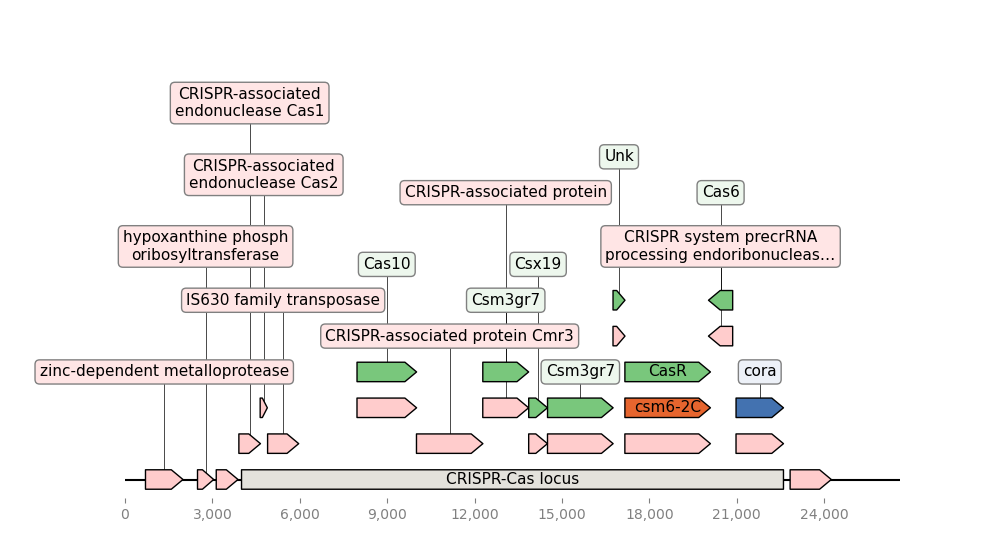 CRISPR-associated
endonuclease Cas1
Unk
CRISPR-associated
endonuclease Cas2
CRISPR-associated protein
Cas6
hypoxanthine phosph
oribosyltransferase
CRISPR system precrRNA
processing endoribonucleas...
Cas10
Csx19
IS630 family transposase
Csm3gr7
CRISPR-associated protein Cmr3
zinc-dependent metalloprotease
Csm3gr7
CasR
cora
csm6-2C
CRISPR-Cas locus
0
3,000
6,000
9,000
12,000
15,000
18,000
21,000
24,000